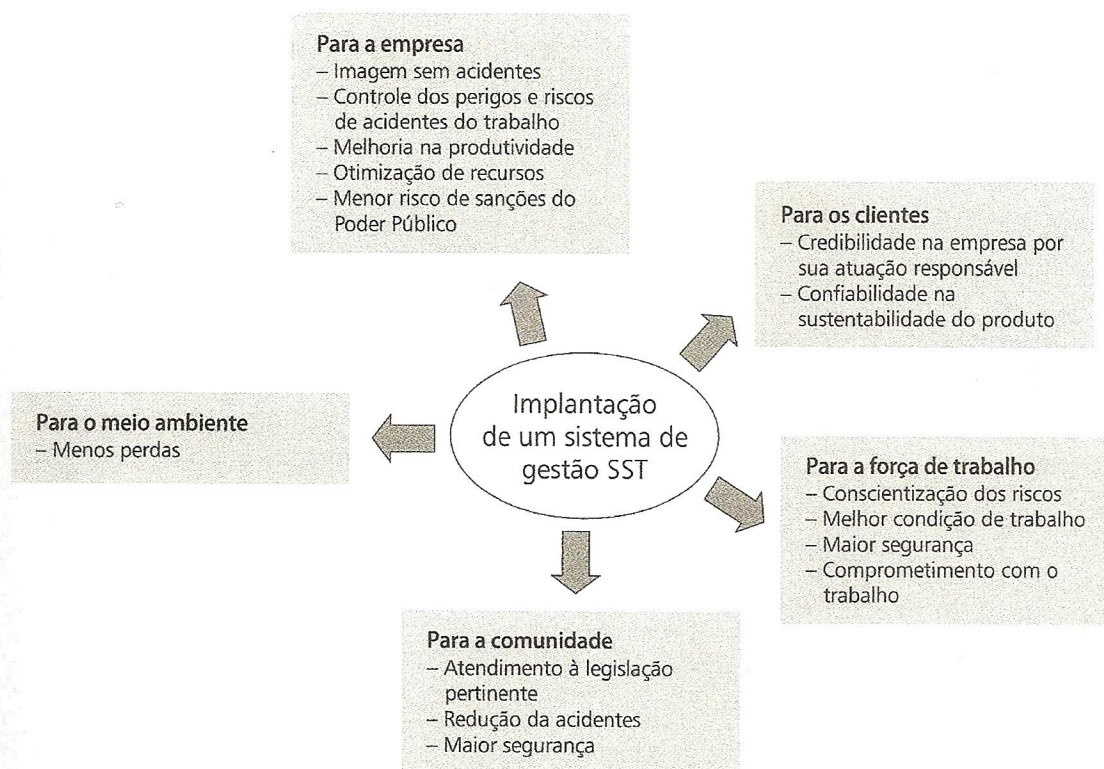 Para a empresa
– Imagem sem acidentes
– Controle dos perigos e riscos
de acidentes do trabalho
– Melhoria na produtividade
– Otimização de recursos
– Menor risco de sanções do
Poder Público
Para os clientes
– Credibilidade na empresa por
sua atuação responsável
– Confiabilidade na
sustentabilidade do produto
Implantação
de um sistema de
gestão SST
Para o meio ambiente
– Menos perdas
Para a força de trabalho
– Conscientização dos riscos
– Melhor condição de trabalho
– Maior segurança
– Comprometimento com o
trabalho
Para a comunidade
– Atendimento à legislação
pertinente
– Redução da acidentes
– Maior segurança